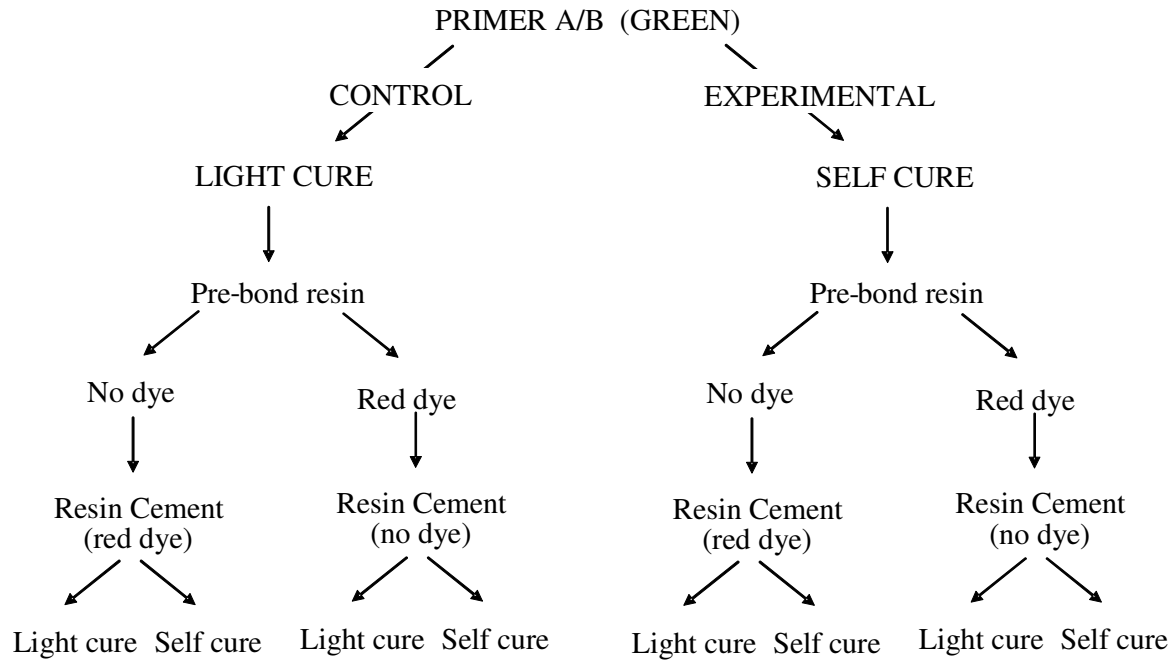 PRIMER A/B (GREEN)
CONTROL
EXPERIMENTAL
LIGHT CURE
SELF CURE
Pre-bond resin
Pre-bond resin
No dye
Red dye
No dye
Red dye
Resin Cement
(red dye)
Resin Cement
(no dye)
Resin Cement
(red dye)
Resin Cement
(no dye)
Light cure Self cure
Light cure Self cure
Light cure Self cure
Light cure Self cure